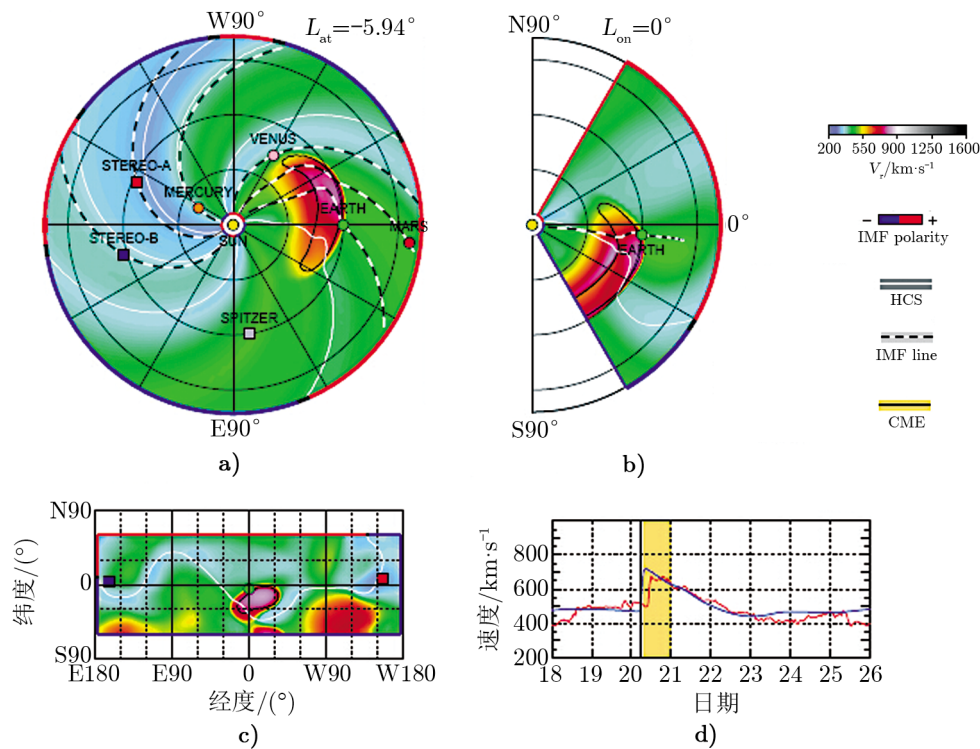 W90°
L_at=−5.94°
VENUS
STEREO-A
MERCURY
EARTH
MARS
STEREO-B
SUN
SPITZER
E90°
a)
N90°
L_on=0°
0°
EARTH
S90°
b)
200 550 900 1250 1600
V_r/km·s⁻¹
− +
IMF polarity
HCS
IMF line
CME
N90
0
S90
纬度/(°)
E180 E90 0 W90 W180
经度/(°)
c)
800
600
400
200
速度/km·s⁻¹
18 19 20 21 22 23 24 25 26
日期
d)